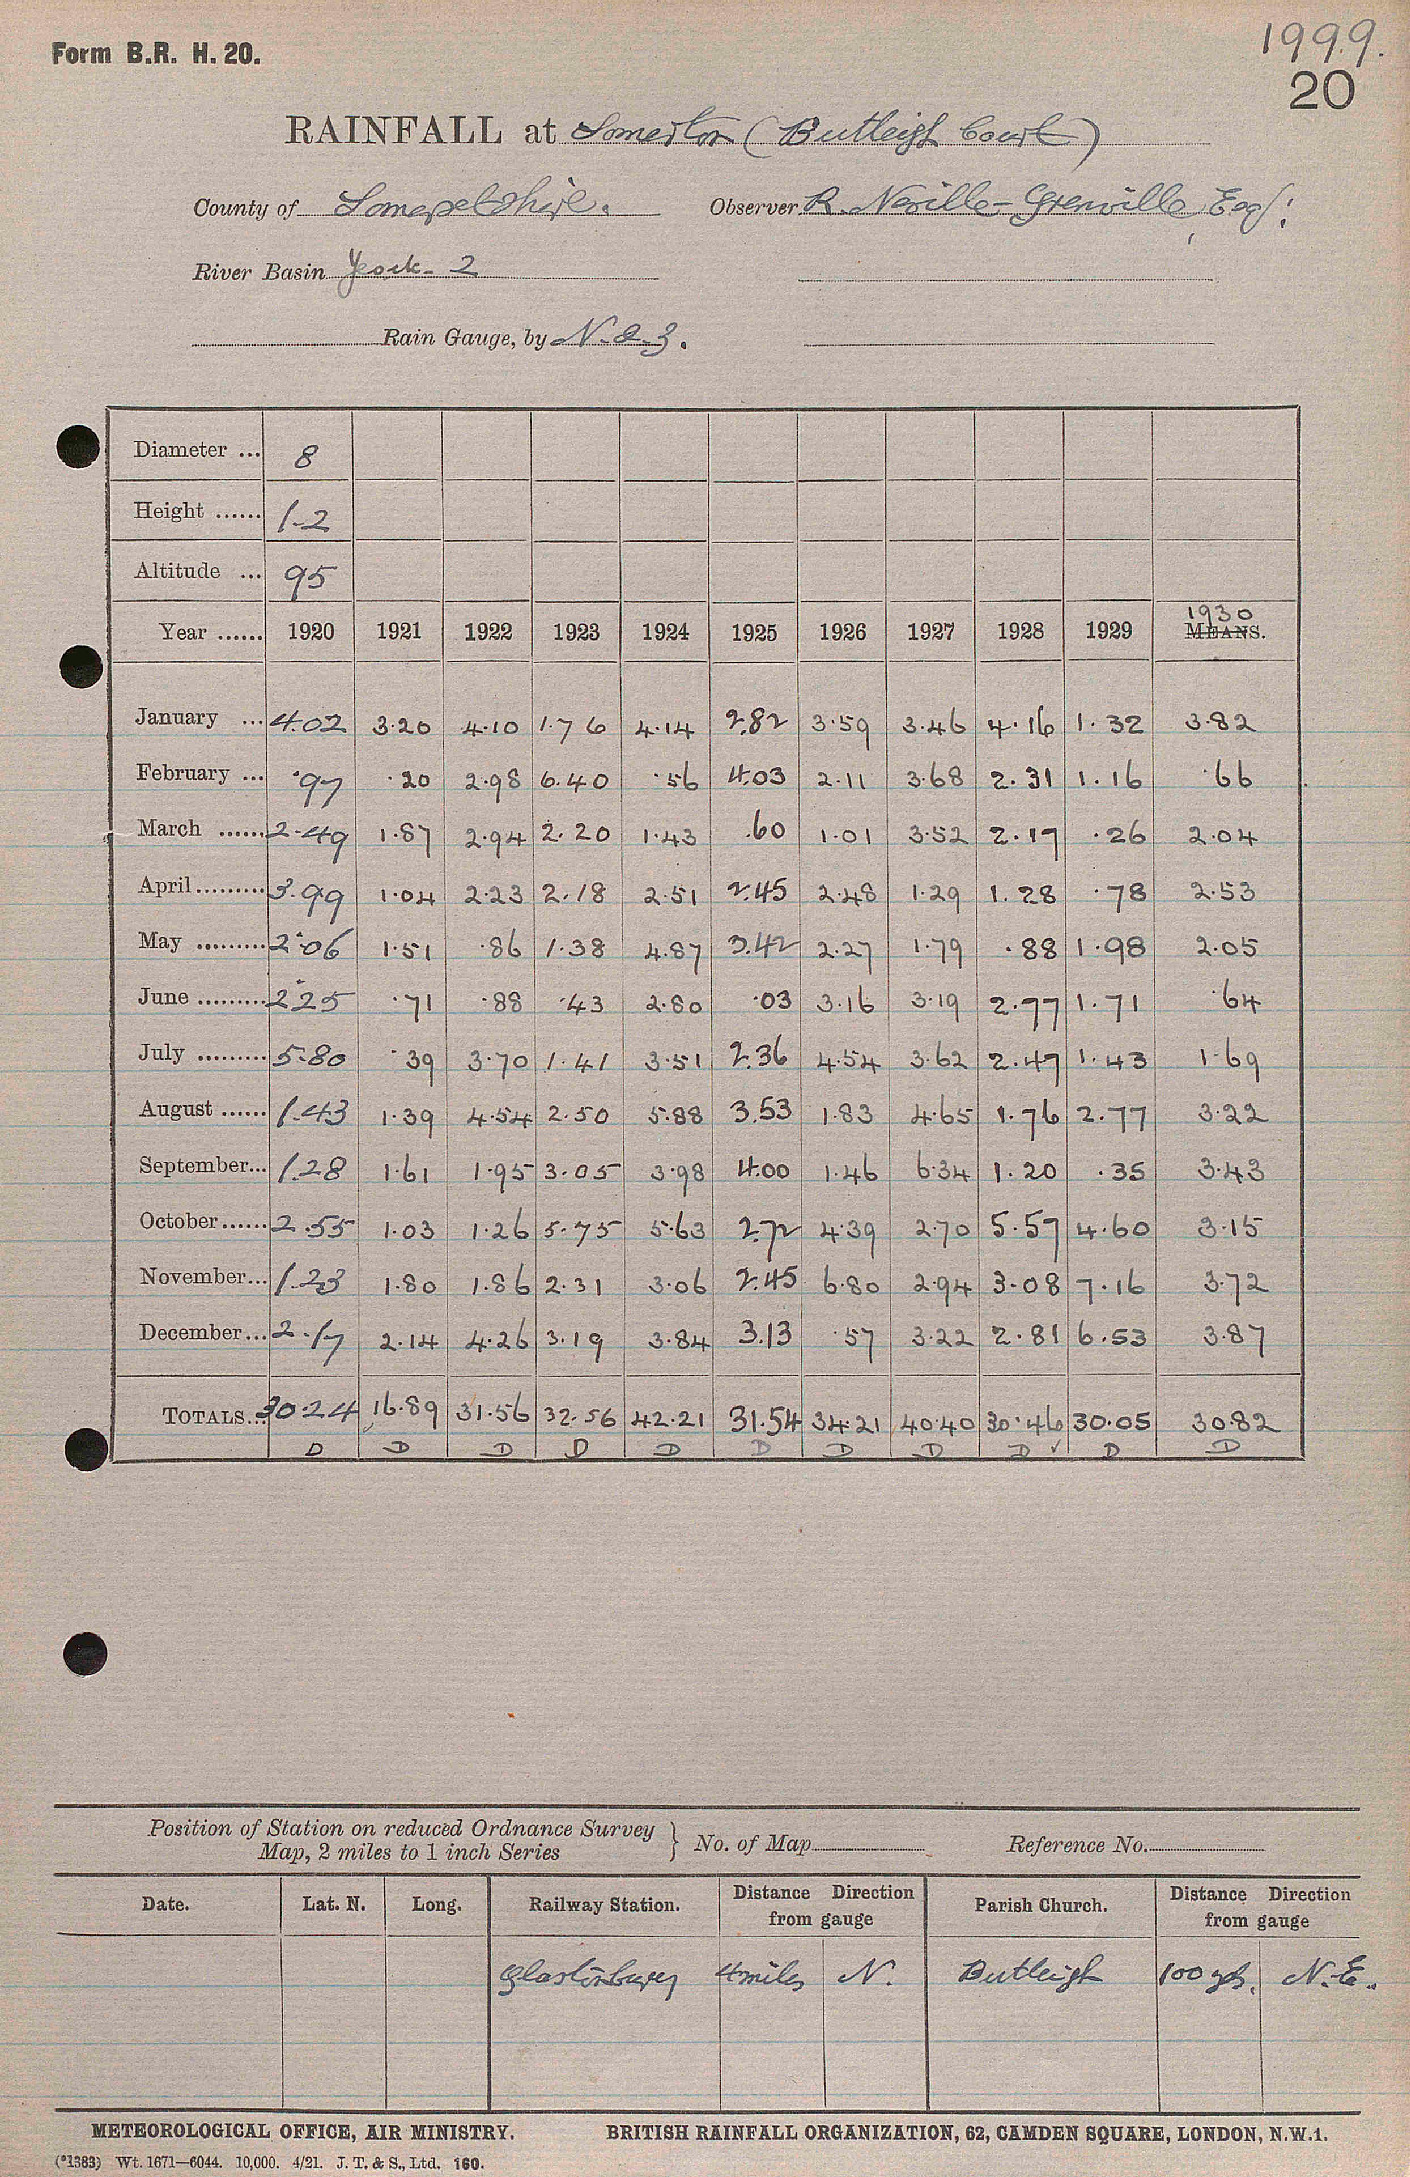 Form B.R. H. 20.
1999.
20
RAINFALL at Somerton (Butleigh Court)
County of Somersetshire. Observer R. Neville-Grenville, Esq:
River Basin 2
Rain Gauge, by N & Z.
Diameter ... 8
Height ...... 1-2
Altitude ... 95
Year ...... 1920 1921 1922 1923 1924 1925 1926 1927 1928 1929 1930 MEANS.
January ... 4.02 3.20 4.10 1.76 4.14 2.82 3.59 3.46 4.16 1.32 3.82
February ... .97 .20 2.98 6.40 .56 4.03 2.11 3.68 2.31 1.16 .66
March ...... 2.49 1.87 2.94 2.20 1.43 .60 1.01 3.52 2.17 .26 2.04
April......... 3.99 1.04 2.23 2.18 2.51 2.45 2.48 1.29 1.28 .78 2.53
May ......... 2.06 1.51 .86 1.38 4.87 3.42 2.27 1.79 .88 1.98 2.05
June ......... 2.25 .71 .88 .43 2.80 .03 3.16 3.19 2.77 1.71 .64
July ......... 5.80 .39 3.70 1.41 3.51 2.36 4.54 3.62 2.47 1.43 1.69
August ...... 1.43 1.39 4.54 2.50 5.88 3.53 1.83 4.65 1.76 2.77 3.22
September... 1.28 1.61 1.95 3.05 3.98 4.00 1.46 6.34 1.20 .35 3.43
October...... 2.55 1.03 1.26 5.75 5.63 2.72 4.39 2.70 5.57 4.60 3.15
November... 1.23 1.80 1.86 2.31 3.06 2.45 6.80 2.94 3.08 7.16 3.72
December... 2.17 2.14 4.26 3.19 3.84 3.13 .57 3.22 2.81 6.53 3.87
TOTALS... 30.24 16.89 31.56 32.56 42.21 31.54 34.21 40.40 30.46 30.05 30.82
D D D D D D D D D ✓ D D
Position of Station on reduced Ordnance Survey
Map, 2 miles to 1 inch Series } No. of Map Reference No.
Date. Lat. N. Long. Railway Station. Distance Direction from gauge Parish Church. Distance Direction from gauge
Glastonbury 4 miles N. Butleigh 100 yds. N.E.
METEOROLOGICAL OFFICE, AIR MINISTRY. BRITISH RAINFALL ORGANIZATION, 62, CAMDEN SQUARE, LONDON, N.W.1.
(*1383) Wt. 1671—6044. 10,000. 4/21. J. T. & S., Ltd. 160.